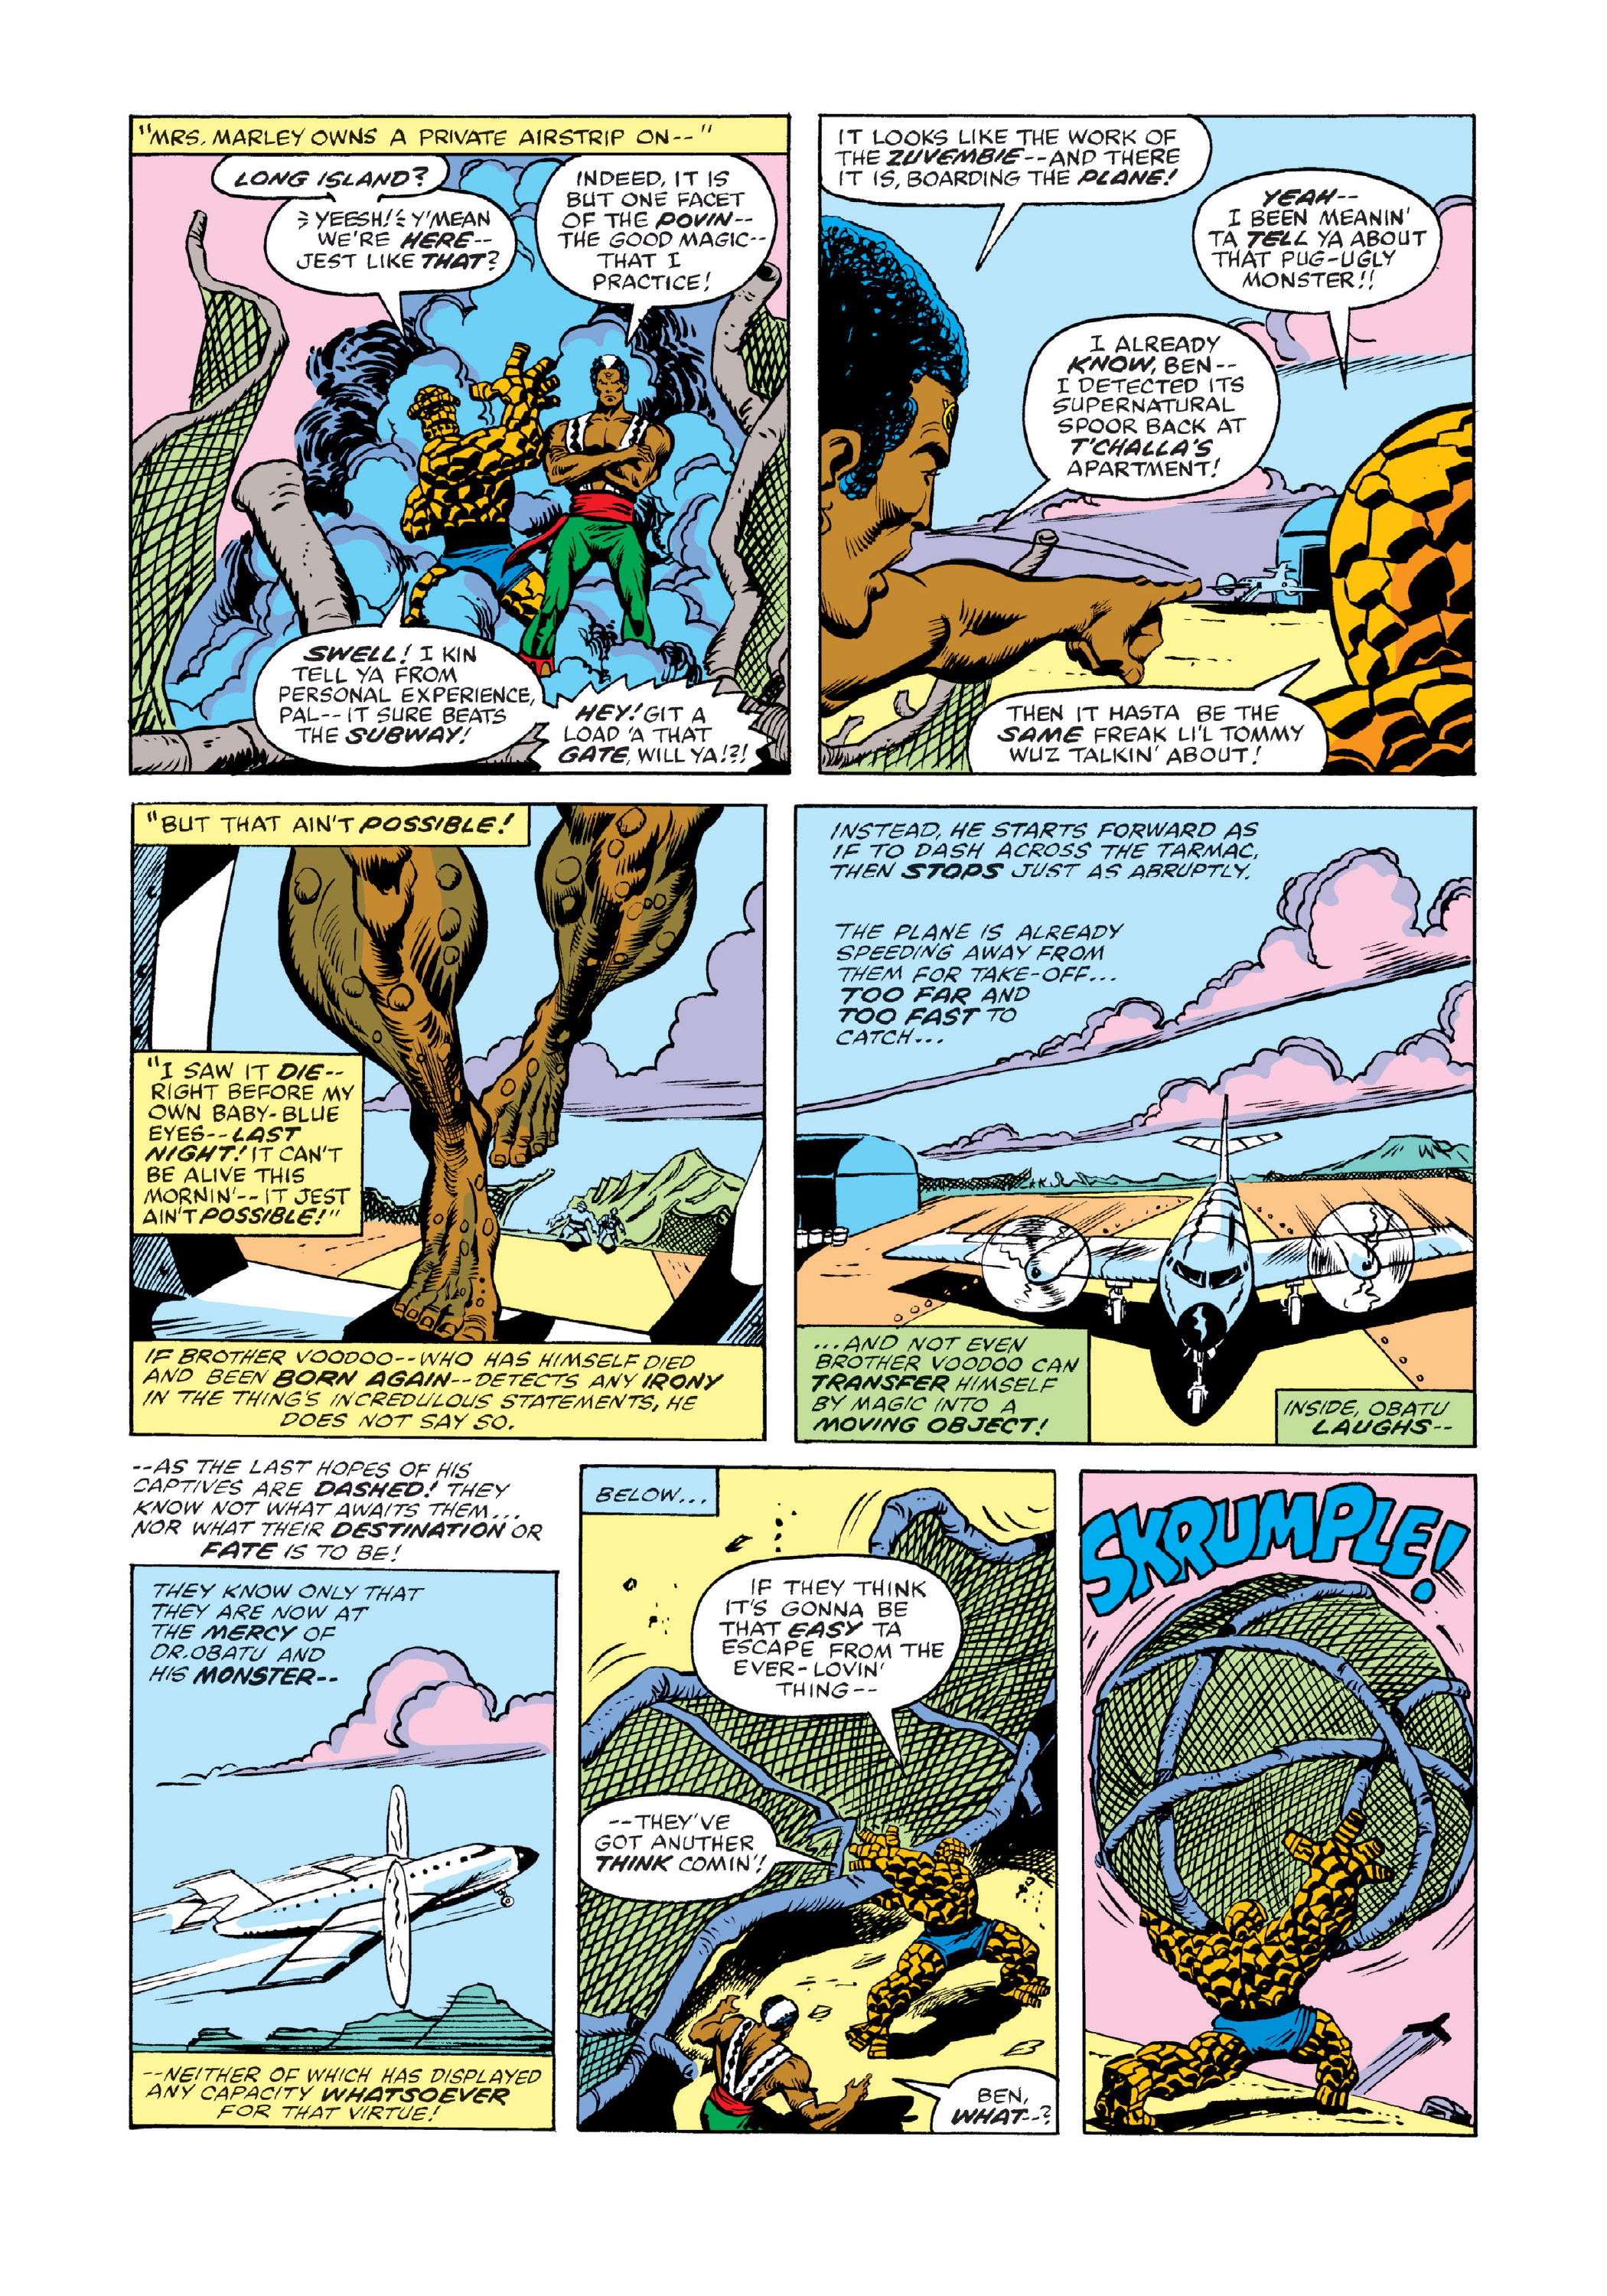 "MRS. MARLEY OWNS A PRIVATE AIRSTRIP ON--"
LONG ISLAND?
YEESH! Y'MEAN
WE'RE HERE--
JEST LIKE THAT?
INDEED, IT IS
BUT ONE FACET
OF THE POVIN--
THE GOOD MAGIC--
THAT I
PRACTICE!
SWELL! I KIN
TELL YA FROM
PERSONAL EXPERIENCE,
PAL-- IT SURE BEATS
THE SUBWAY!
HEY! GIT A
LOAD 'A THAT
GATE, WILL YA!?!
IT LOOKS LIKE THE WORK OF
THE ZUVEMBIE--AND THERE
IT IS, BOARDING THE PLANE!
YEAH--
I BEEN MEANIN'
TA TELL YA ABOUT
THAT PUG-UGLY
MONSTER!!
I ALREADY
KNOW, BEN--
I DETECTED ITS
SUPERNATURAL
SPOOR BACK AT
T'CHALLA'S
APARTMENT!
THEN IT HASTA BE THE
SAME FREAK LI'L TOMMY
WUZ TALKIN' ABOUT!
"BUT THAT AIN'T POSSIBLE!
"I SAW IT DIE--
RIGHT BEFORE MY
OWN BABY-BLUE
EYES--LAST
NIGHT! IT CAN'T
BE ALIVE THIS
MORNIN'-- IT JEST
AIN'T POSSIBLE!"
IF BROTHER VOODOO--WHO HAS HIMSELF DIED
AND BEEN BORN AGAIN--DETECTS ANY IRONY
IN THE THING'S INCREDULOUS STATEMENTS, HE
DOES NOT SAY SO.
INSTEAD, HE STARTS FORWARD AS
IF TO DASH ACROSS THE TARMAC,
THEN STOPS JUST AS ABRUPTLY.
THE PLANE IS ALREADY
SPEEDING AWAY FROM
THEM FOR TAKE-OFF...
TOO FAR AND
TOO FAST TO
CATCH...
...AND NOT EVEN
BROTHER VOODOO CAN
TRANSFER HIMSELF
BY MAGIC INTO A
MOVING OBJECT!
INSIDE, OBATU
LAUGHS--
--AS THE LAST HOPES OF HIS
CAPTIVES ARE DASHED! THEY
KNOW NOT WHAT AWAITS THEM...
NOR WHAT THEIR DESTINATION OR
FATE IS TO BE!
THEY KNOW ONLY THAT
THEY ARE NOW AT
THE MERCY OF
DR. OBATU AND
HIS MONSTER--
--NEITHER OF WHICH HAS DISPLAYED
ANY CAPACITY WHATSOEVER
FOR THAT VIRTUE!
BELOW...
IF THEY THINK
IT'S GONNA BE
THAT EASY TA
ESCAPE FROM THE
EVER-LOVIN'
THING--
--THEY'VE
GOT ANUTHER
THINK COMIN'!
BEN,
WHAT--?
SKRUMPLE!